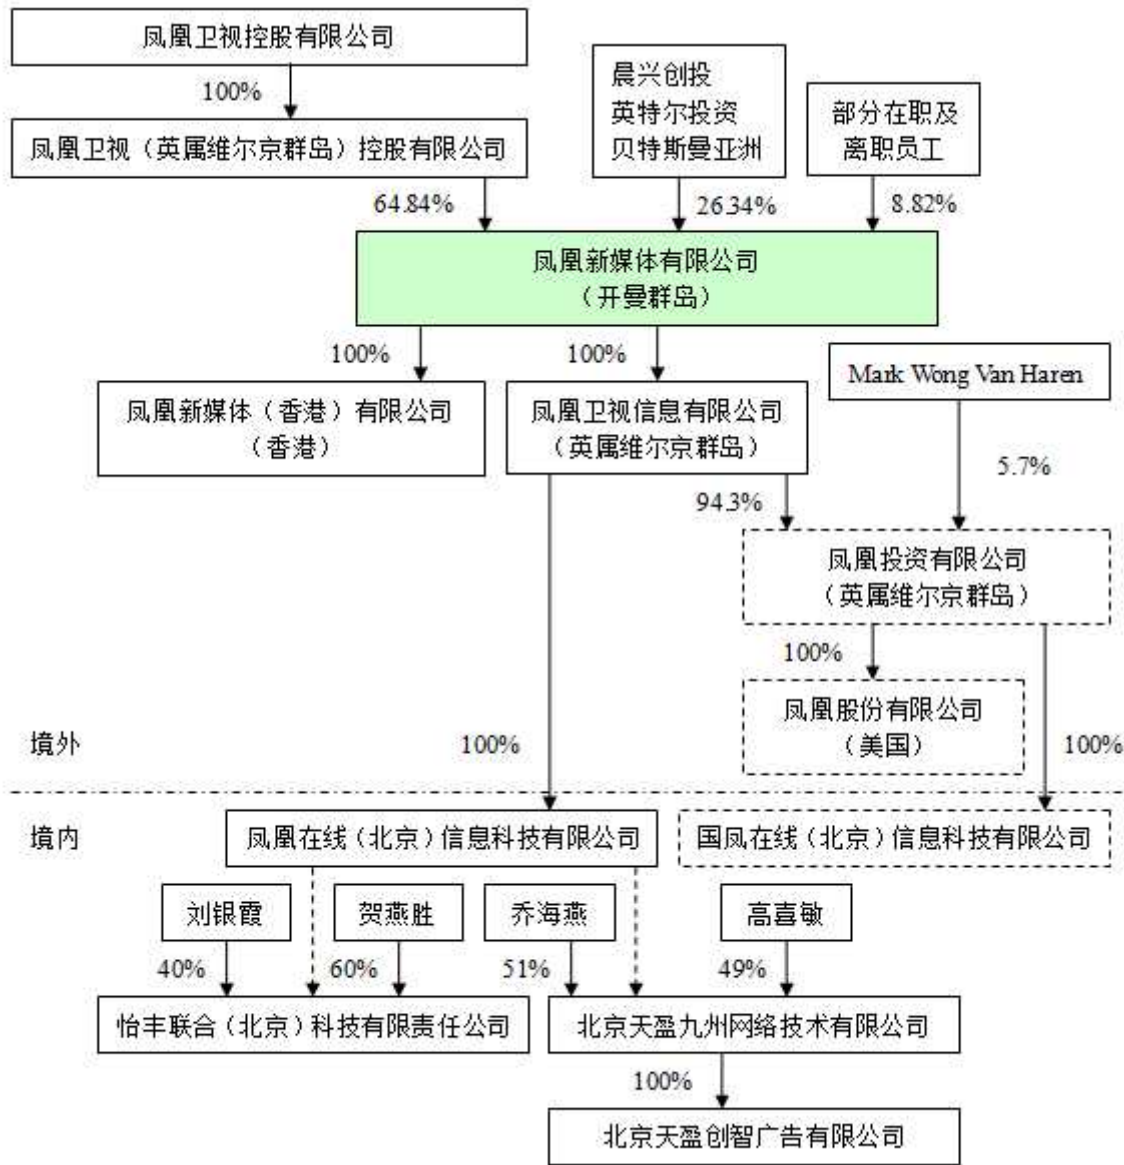 凤凰卫视控股有限公司
100%
凤凰卫视（英属维尔京群岛）控股有限公司
晨兴创投
英特尔投资
贝特斯曼亚洲
部分在职及
离职员工
64.84%
26.34%
8.82%
凤凰新媒体有限公司
（开曼群岛）
100%
100%
Mark Wong Van Haren
凤凰新媒体（香港）有限公司
（香港）
凤凰卫视信息有限公司
（英属维尔京群岛）
94.3%
5.7%
凤凰投资有限公司
（英属维尔京群岛）
100%
凤凰股份有限公司
（美国）
境外
100%
100%
境内
凤凰在线（北京）信息科技有限公司
国凤在线（北京）信息科技有限公司
刘银霞
贺燕胜
乔海燕
高喜敏
40%
60%
51%
49%
怡丰联合（北京）科技有限责任公司
北京天盈九州网络技术有限公司
100%
北京天盈创智广告有限公司